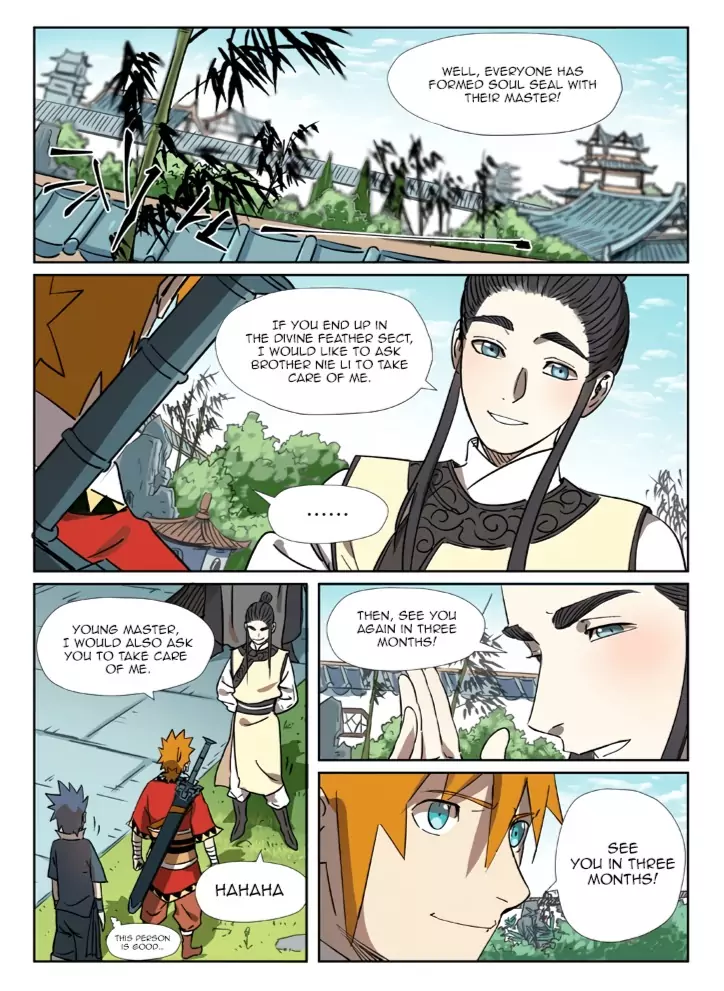 WELL, EVERYONE HAS
FORMED SOUL SEAL WITH
THEIR MASTER!
IF YOU END UP IN
THE DIVINE FEATHER SECT,
I WOULD LIKE TO ASK
BROTHER NIE LI TO TAKE
CARE OF ME.
......
YOUNG MASTER,
I WOULD ALSO ASK
YOU TO TAKE CARE
OF ME.
HAHAHA
THIS PERSON
IS GOOD...
THEN, SEE YOU
AGAIN IN THREE
MONTHS!
SEE
YOU IN THREE
MONTHS!